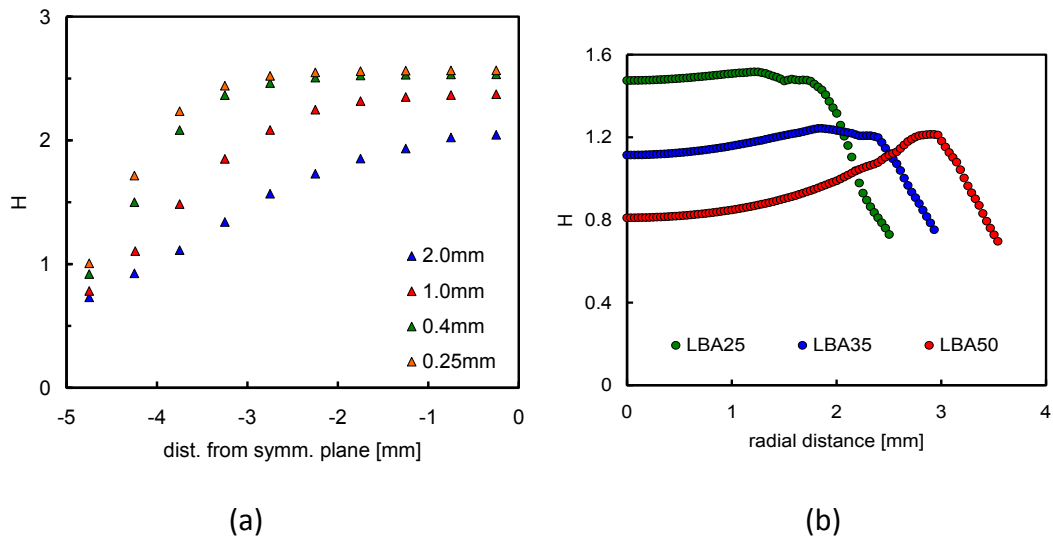 3
2
H
1
0
2.0mm
1.0mm
0.4mm
0.25mm
-5 -4 -3 -2 -1 0
dist. from symm. plane [mm]
(a)
1.6
1.2
H
0.8
0.4
0
LBA25 LBA35 LBA50
0 1 2 3 4
radial distance [mm]
(b)